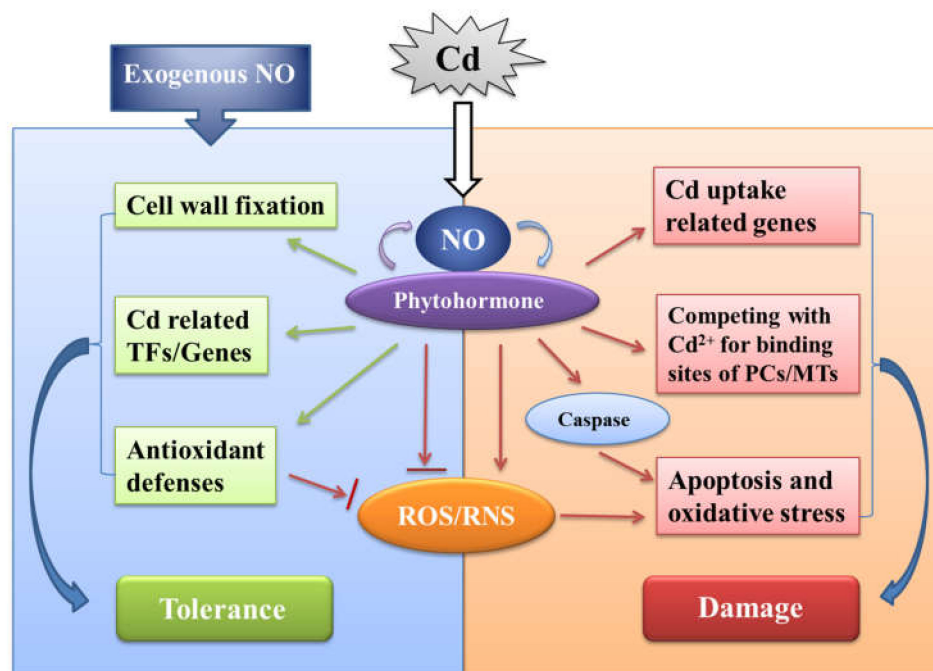 Exogenous NO
Cd
Cell wall fixation
NO
Cd uptake
related genes
Phytohormone
Cd related
TFs/Genes
Competing with
Cd²⁺ for binding
sites of PCs/MTs
Caspase
Antioxidant
defenses
ROS/RNS
Apoptosis and
oxidative stress
Tolerance
Damage